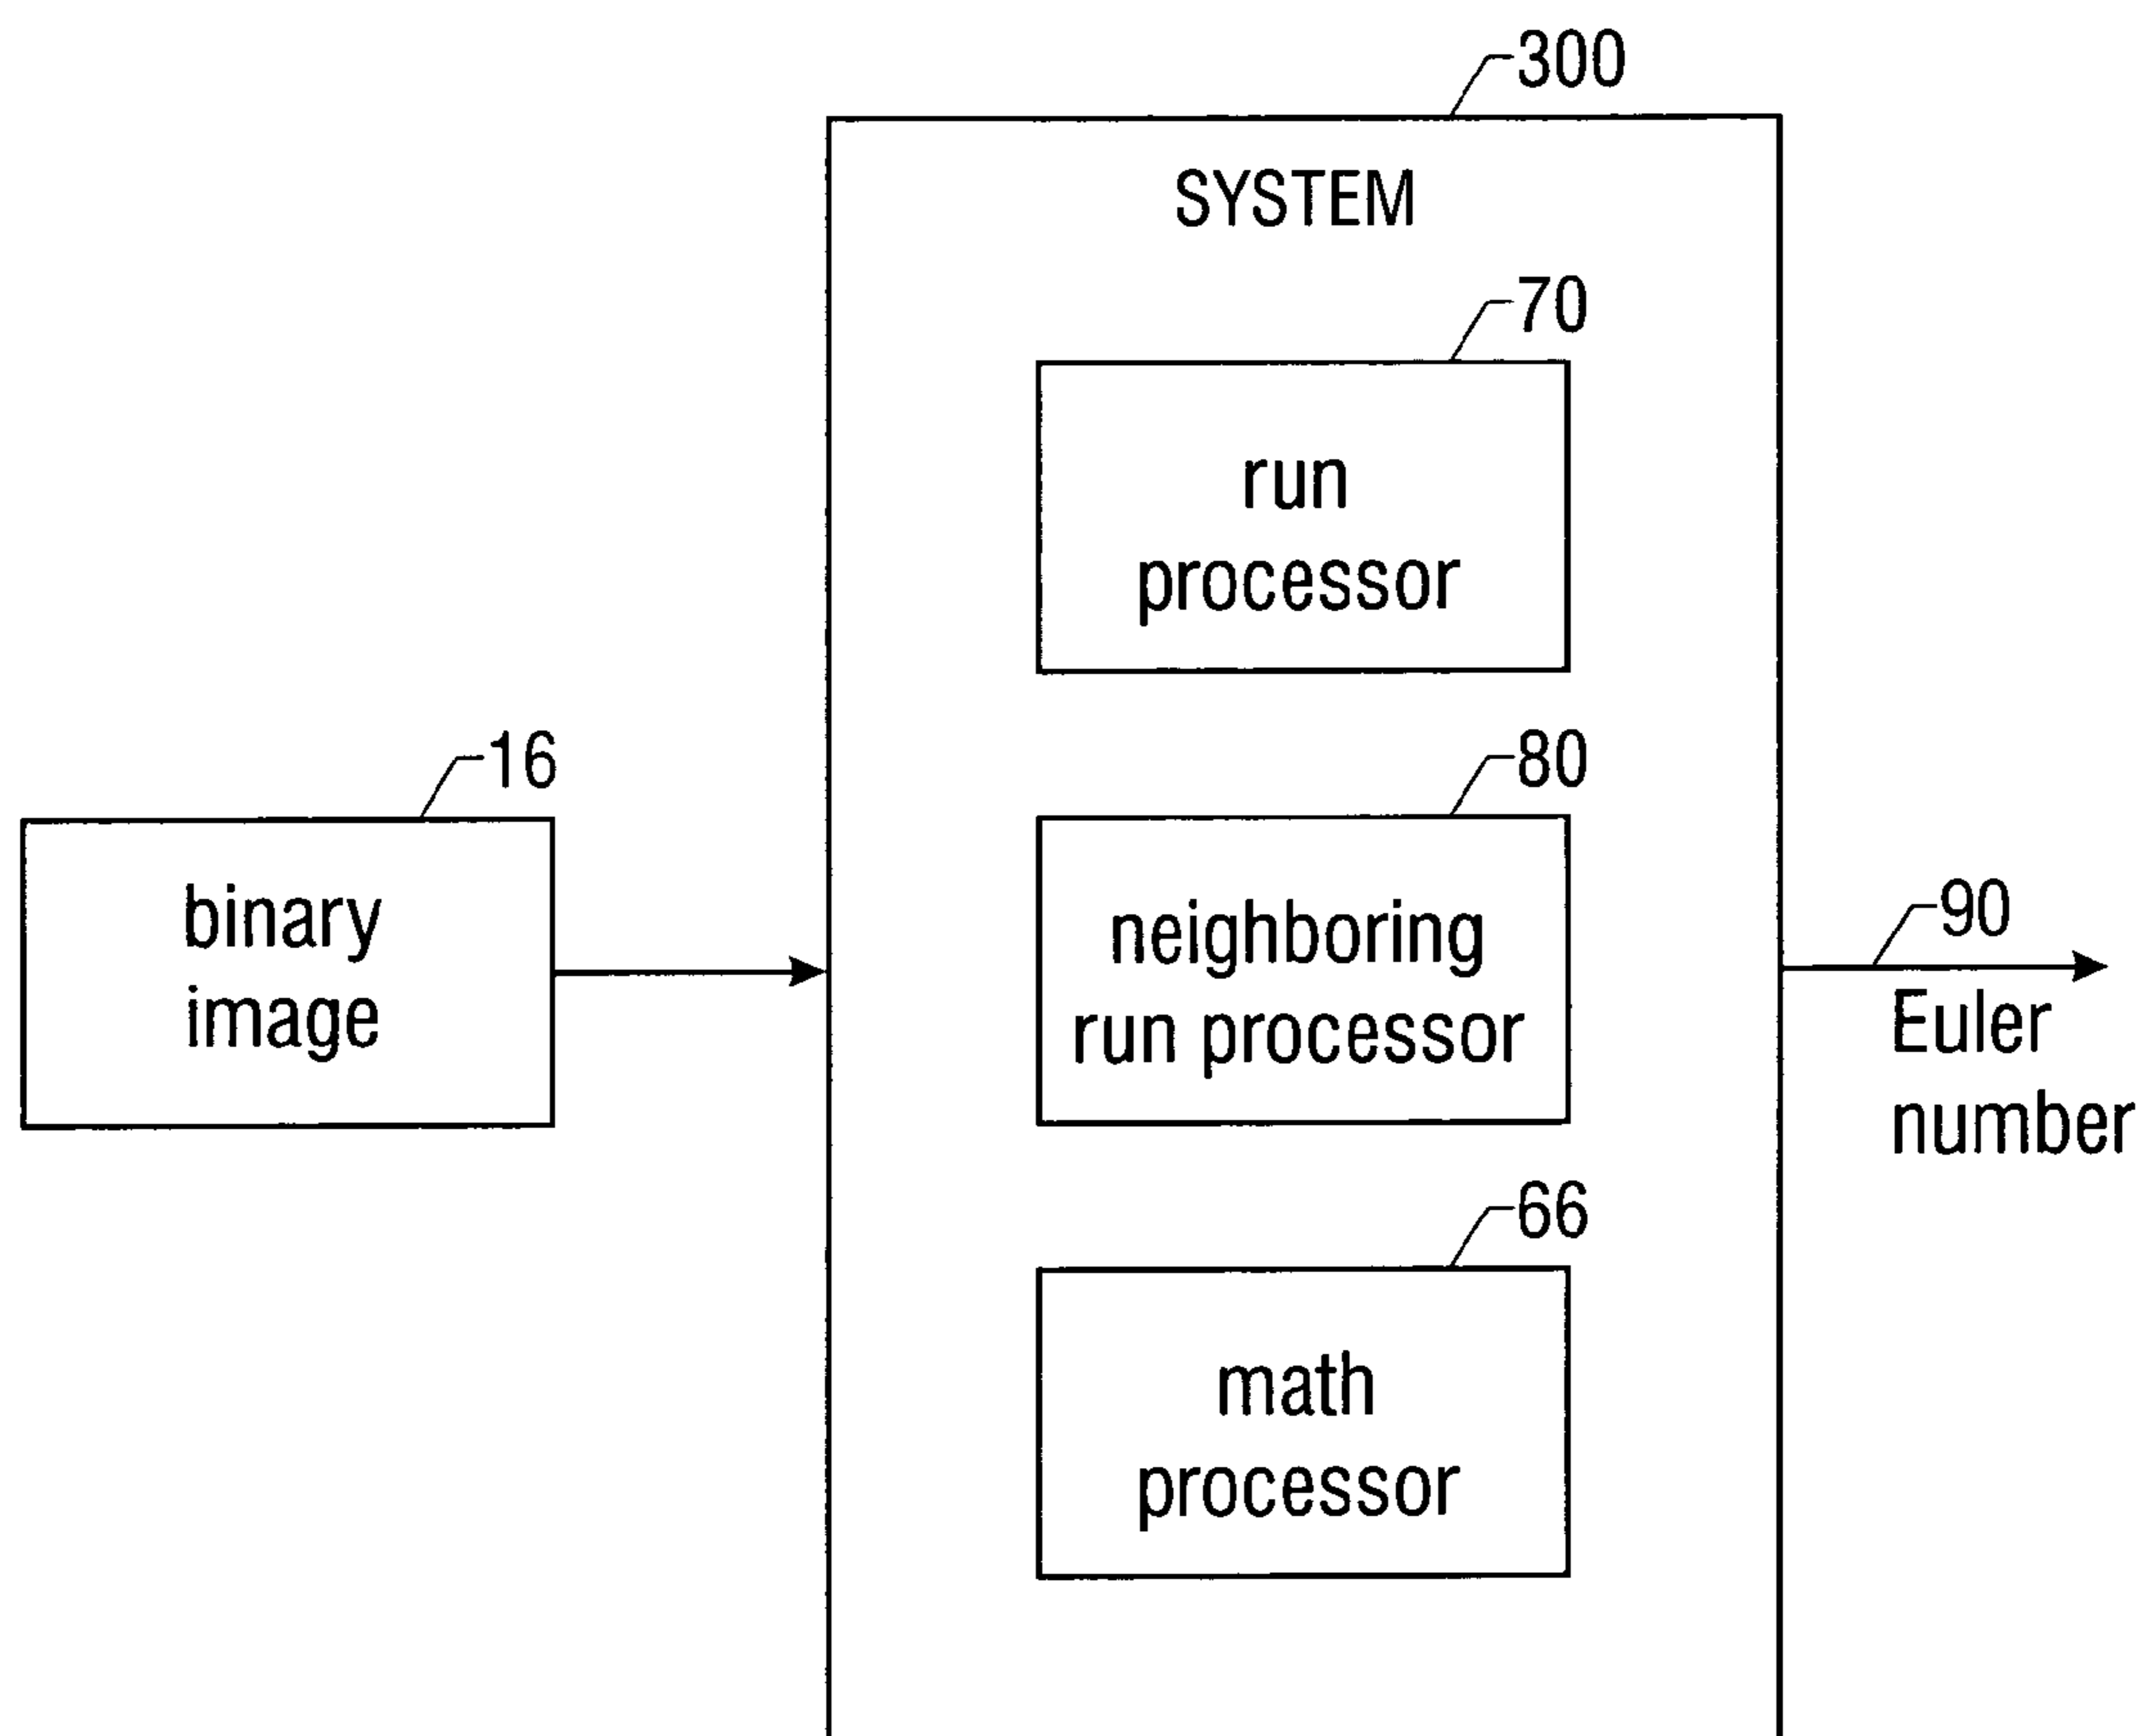 300
SYSTEM
70
run
processor
16
binary
image
80
neighboring
run processor
90
Euler
number
66
math
processor